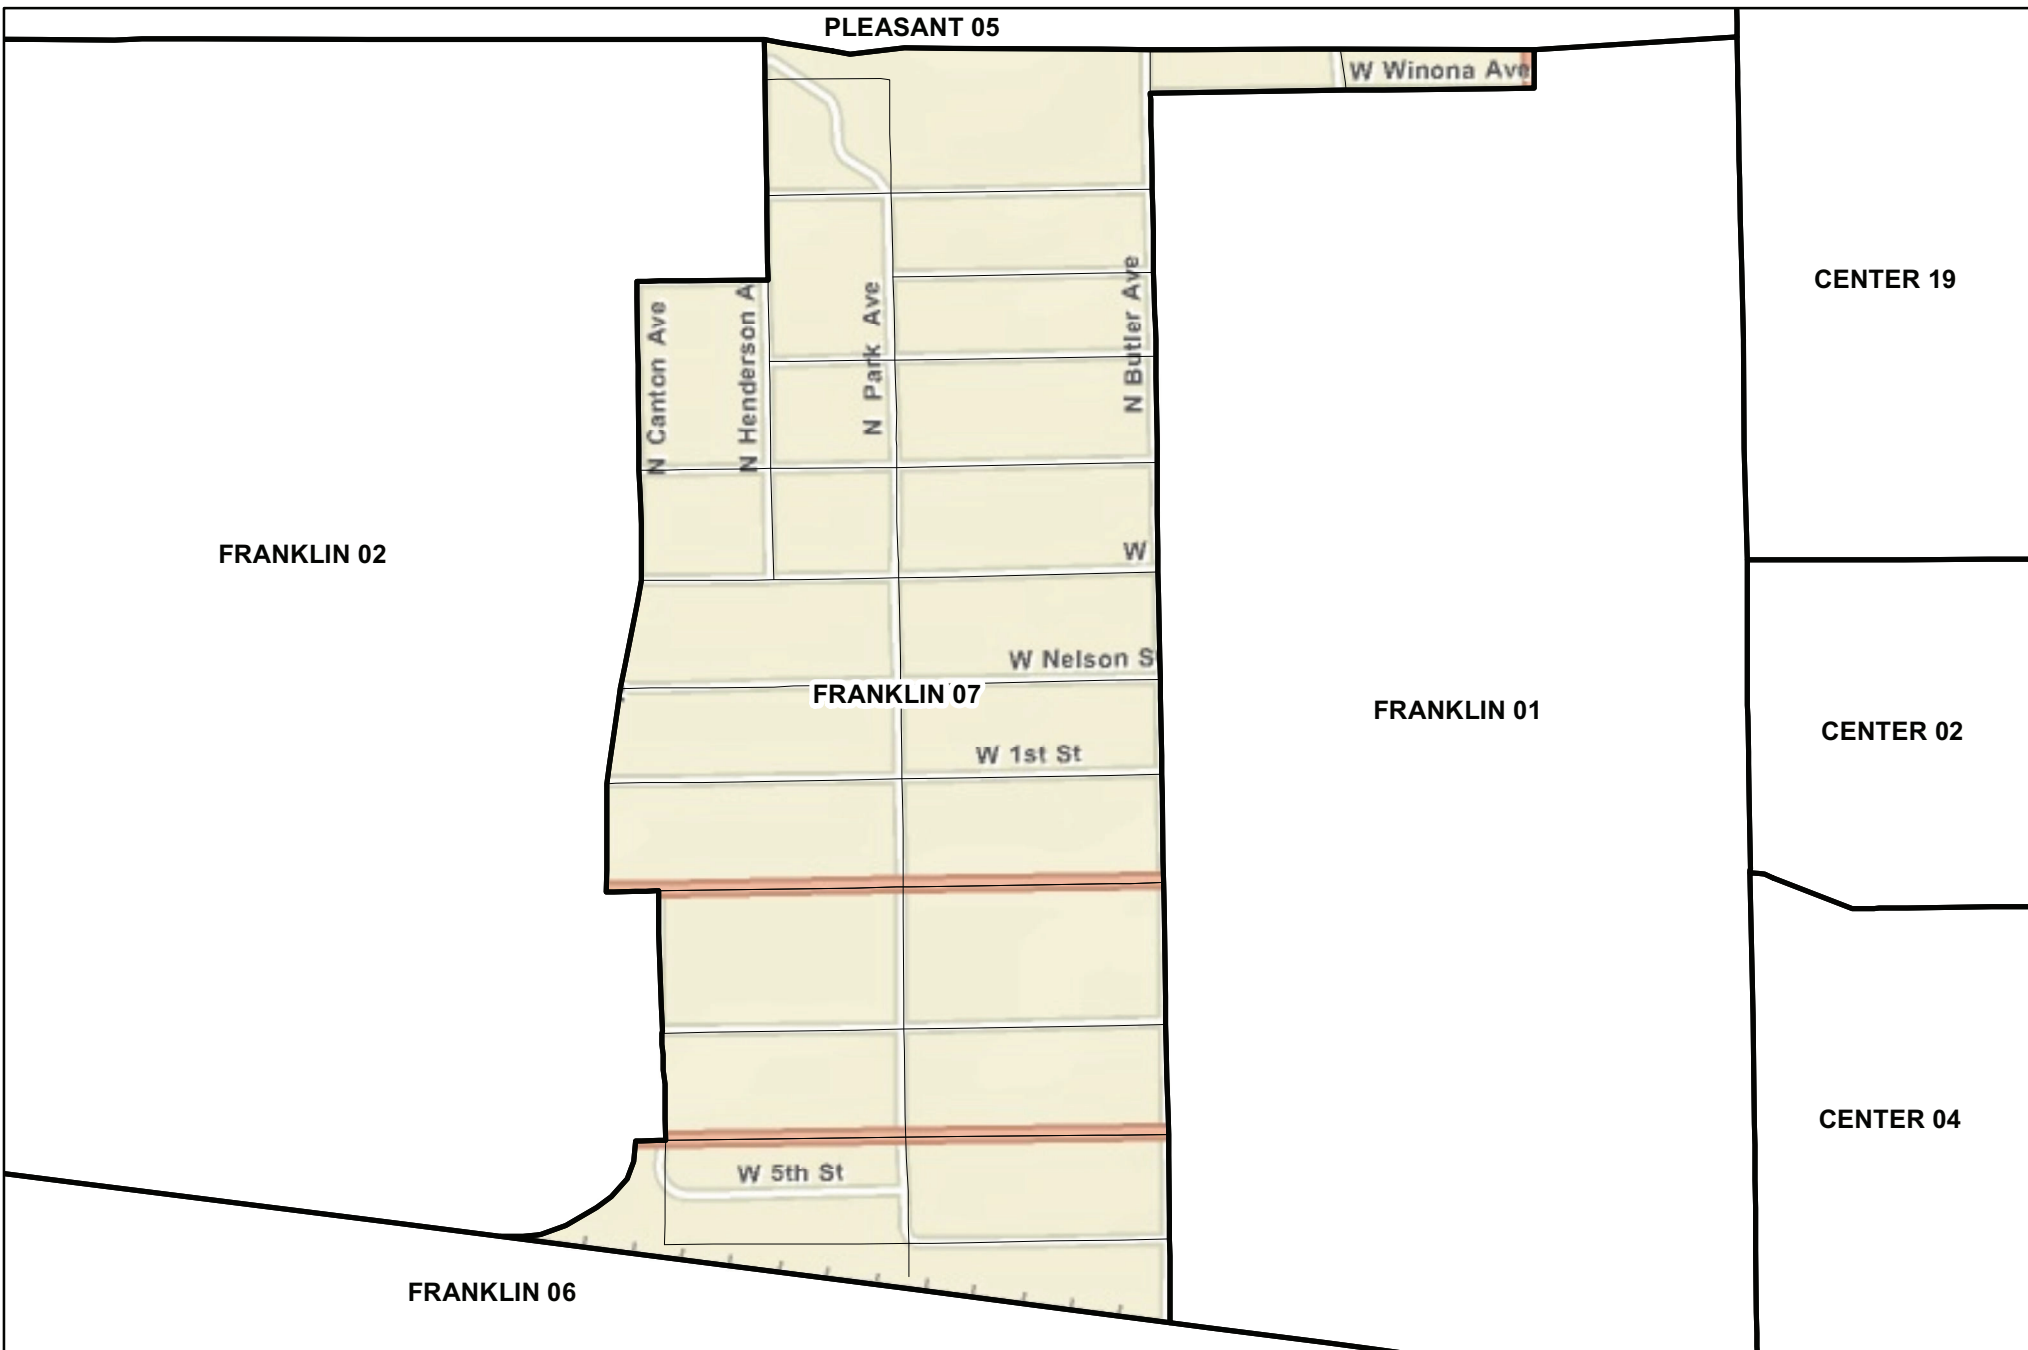 PLEASANT 05
W Winona Ave
CENTER 19
N Canton Ave
N Henderson A
N Park Ave
N Butler Ave
FRANKLIN 02
W
W Nelson S
FRANKLIN 07
FRANKLIN 01
CENTER 02
W 1st St
CENTER 04
W 5th St
FRANKLIN 06